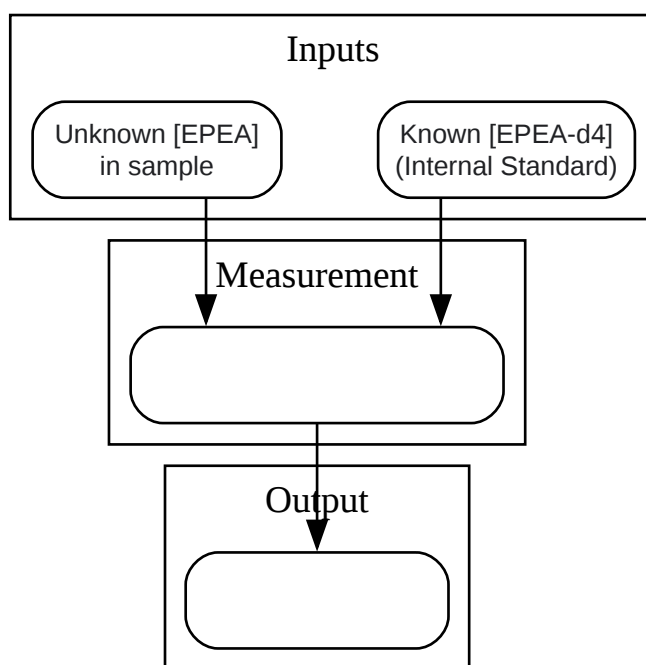 Inputs
Unknown [EPEA]
in sample
Known [EPEA-d4]
(Internal Standard)
Measurement
Output